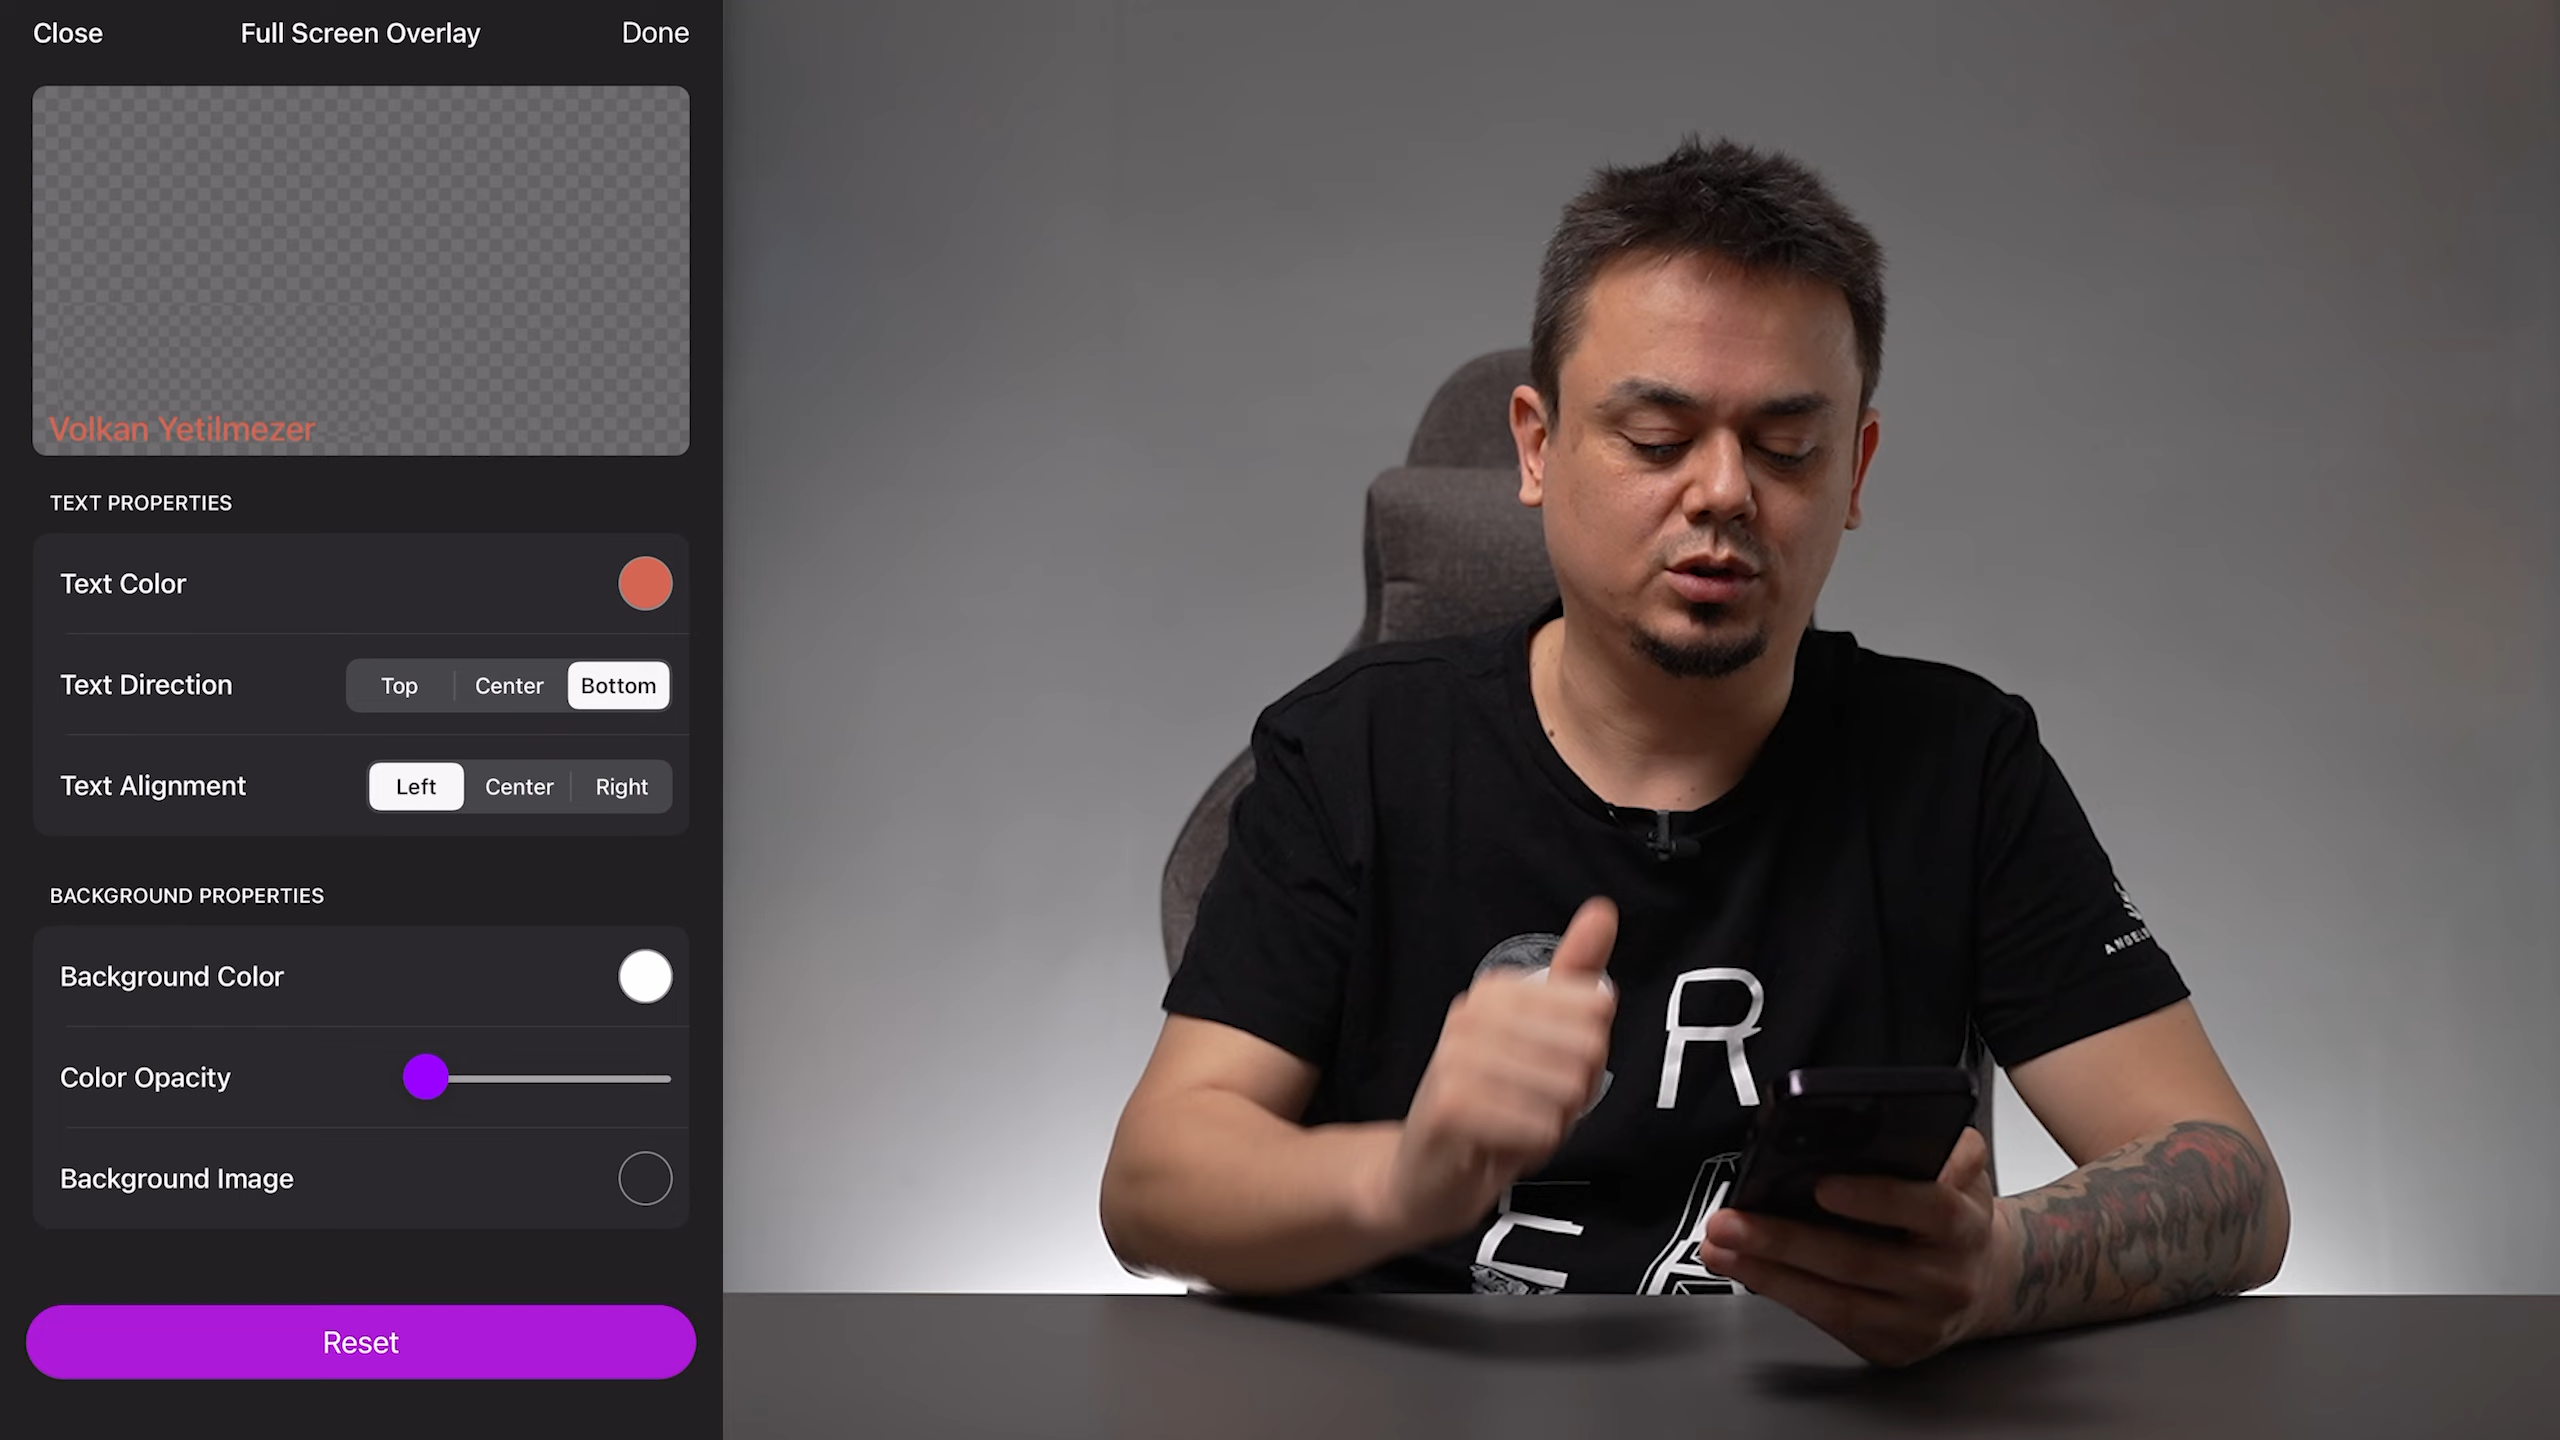 Close
Full Screen Overlay
Done
Volkan Yetilmezer
TEXT PROPERTIES
Text Color
Text Direction
Top
Center
Bottom
Text Alignment
Left
Center
Right
BACKGROUND PROPERTIES
Background Color
Color Opacity
Background Image
Reset
R
E